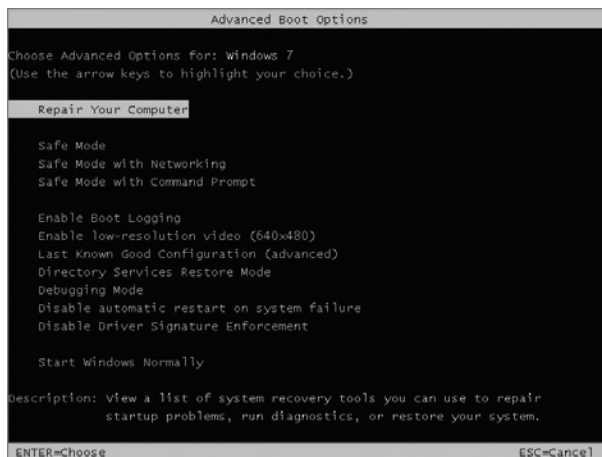 Advanced Boot Options
Choose Advanced Options for: Windows 7
(Use the arrow keys to highlight your choice.)
Repair Your Computer
Safe Mode
Safe Mode with Networking
Safe Mode with Command Prompt
Enable Boot Logging
Enable low-resolution video (640x480)
Last Known Good Configuration (advanced)
Directory Services Restore Mode
Debugging Mode
Disable automatic restart on system failure
Disable Driver Signature Enforcement
Start Windows Normally
Description: View a list of system recovery tools you can use to repair
startup problems, run diagnostics, or restore your system.
ENTER=Choose ESC=Cancel